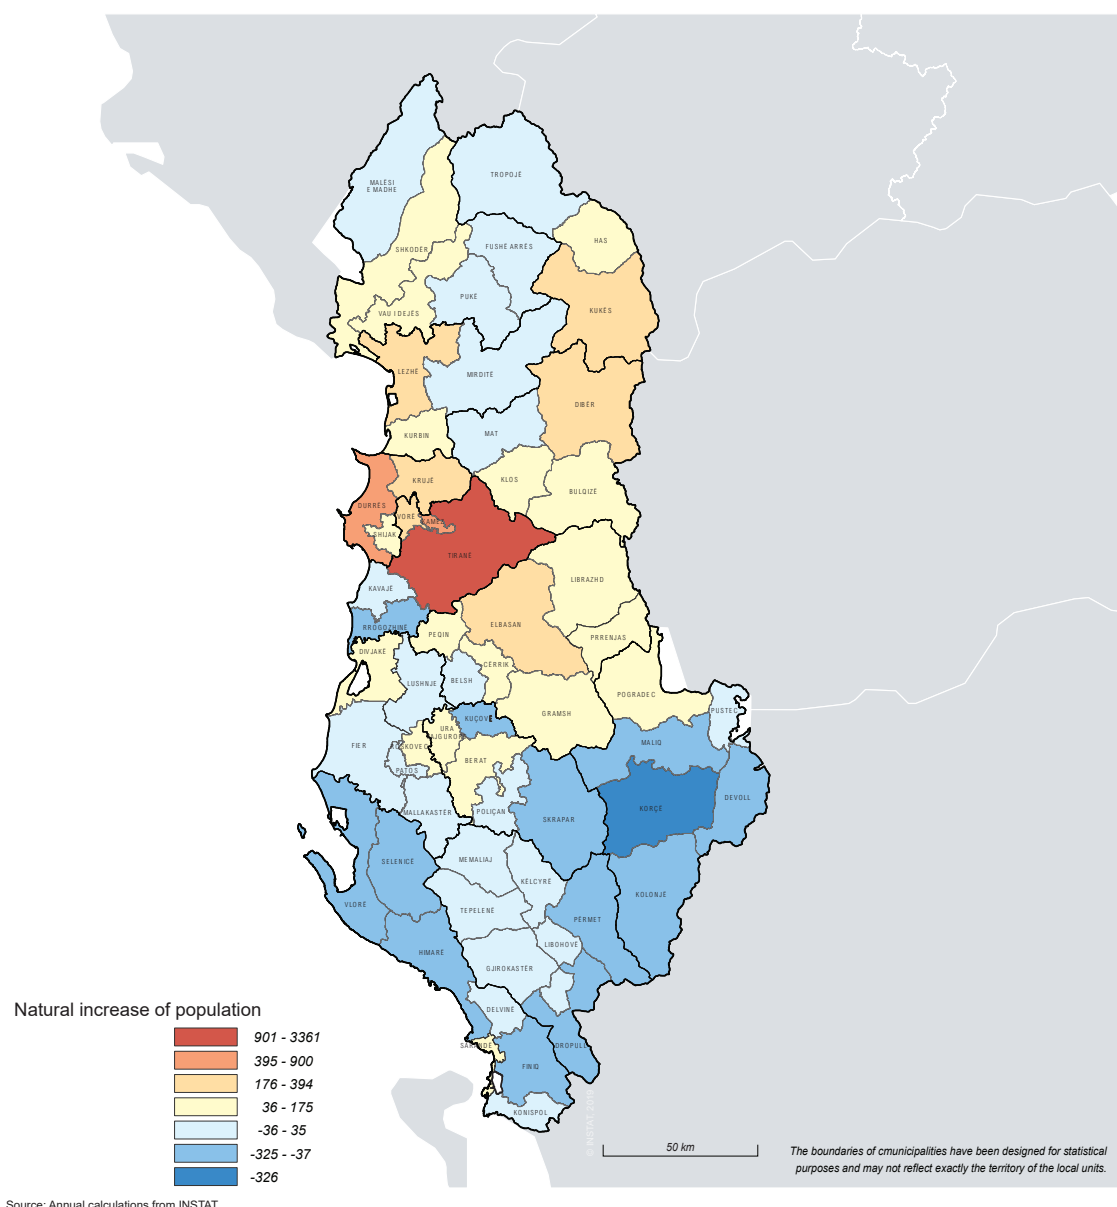 MALËSI
E MADHE
TROPOJË
SHKODËR
FUSHË ARRËS
HAS
PUKË
VAU I DEJËS
KUKËS
LEZHË
MIRDITË
DIBËR
KURBIN
MAT
KRUJË
KLOS
BULQIZË
DURRËS
VORË
KAMËZ
SHIJAK
TIRANË
LIBRAZHD
KAVAJË
RROGOZHINË
PEQIN
ELBASAN
PRRENJAS
DIVJAKË
CËRRIK
LUSHNJE
BELSH
POGRADEC
GRAMSH
PUSTEC
KUÇOVË
URA
VAJGURORE
FIER
ROSKOVEC
MALIQ
BERAT
PATOS
DEVOLL
KORÇË
MALLAKASTËR
POLIÇAN
SKRAPAR
SELENICË
MEMALIAJ
KËLCYRË
KOLONJË
VLORË
TEPELENË
PËRMET
LIBOHOVË
HIMARË
GJIROKASTËR
DELVINË
SARANDË
DROPULL
FINIQ
KONISPOL
Natural increase of population
901 - 3361
395 - 900
176 - 394
36 - 175
-36 - 35
-325 - -37
-326
50 km
The boundaries of cmunicipalities have been designed for statistical
purposes and may not reflect exactly the territory of the local units.
Source: Annual calculations from INSTAT